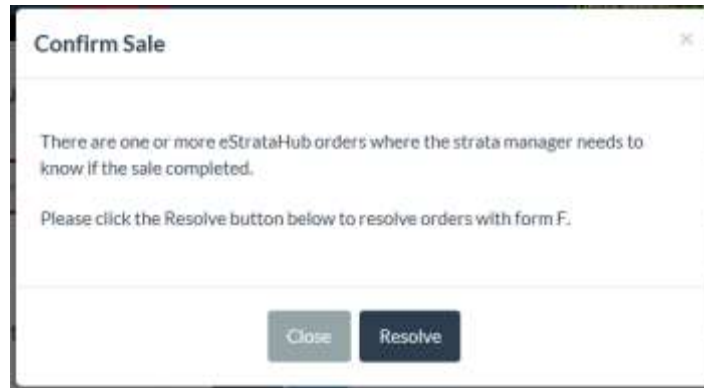 Confirm Sale
×
There are one or more eStrataHub orders where the strata manager needs to
know if the sale completed.
Please click the Resolve button below to resolve orders with form F.
Close Resolve